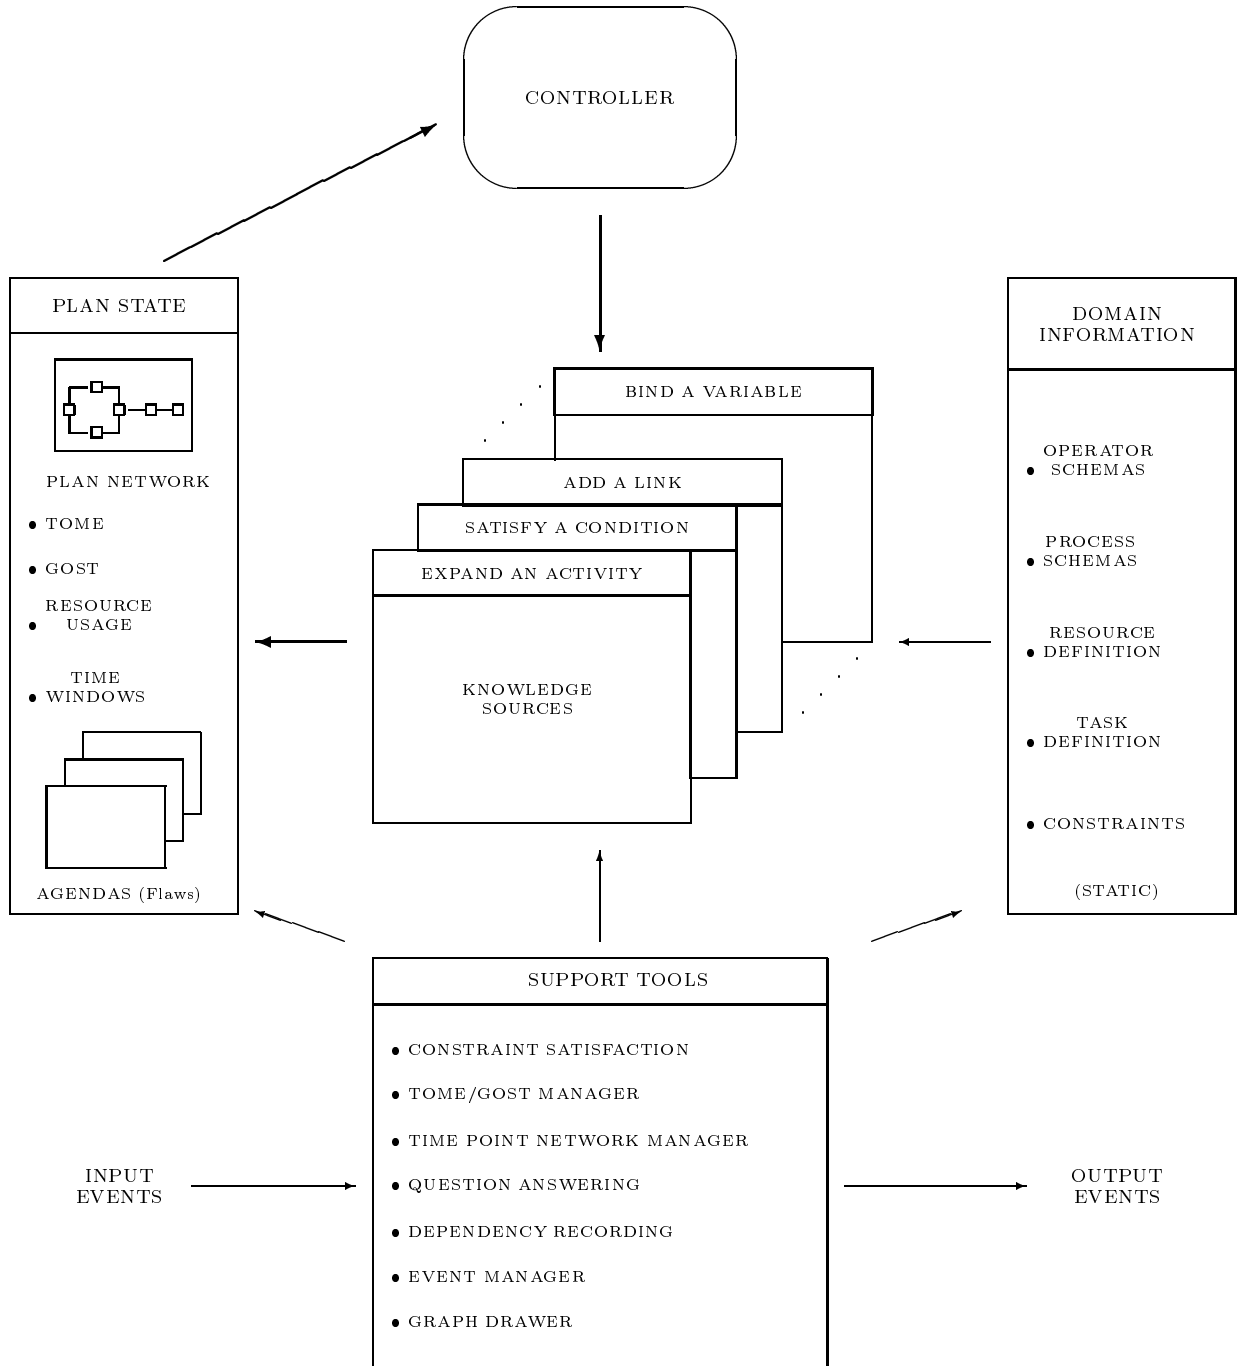 CONTROLLER
PLAN STATE
PLAN NETWORK
TOME
GOST
RESOURCE
USAGE
TIME
WINDOWS
AGENDAS (Flaws)
BIND A VARIABLE
ADD A LINK
SATISFY A CONDITION
EXPAND AN ACTIVITY
KNOWLEDGE
SOURCES
DOMAIN
INFORMATION
OPERATOR
SCHEMAS
PROCESS
SCHEMAS
RESOURCE
DEFINITION
TASK
DEFINITION
CONSTRAINTS
(STATIC)
SUPPORT TOOLS
CONSTRAINT SATISFACTION
TOME/GOST MANAGER
TIME POINT NETWORK MANAGER
QUESTION ANSWERING
DEPENDENCY RECORDING
EVENT MANAGER
GRAPH DRAWER
INPUT
EVENTS
OUTPUT
EVENTS